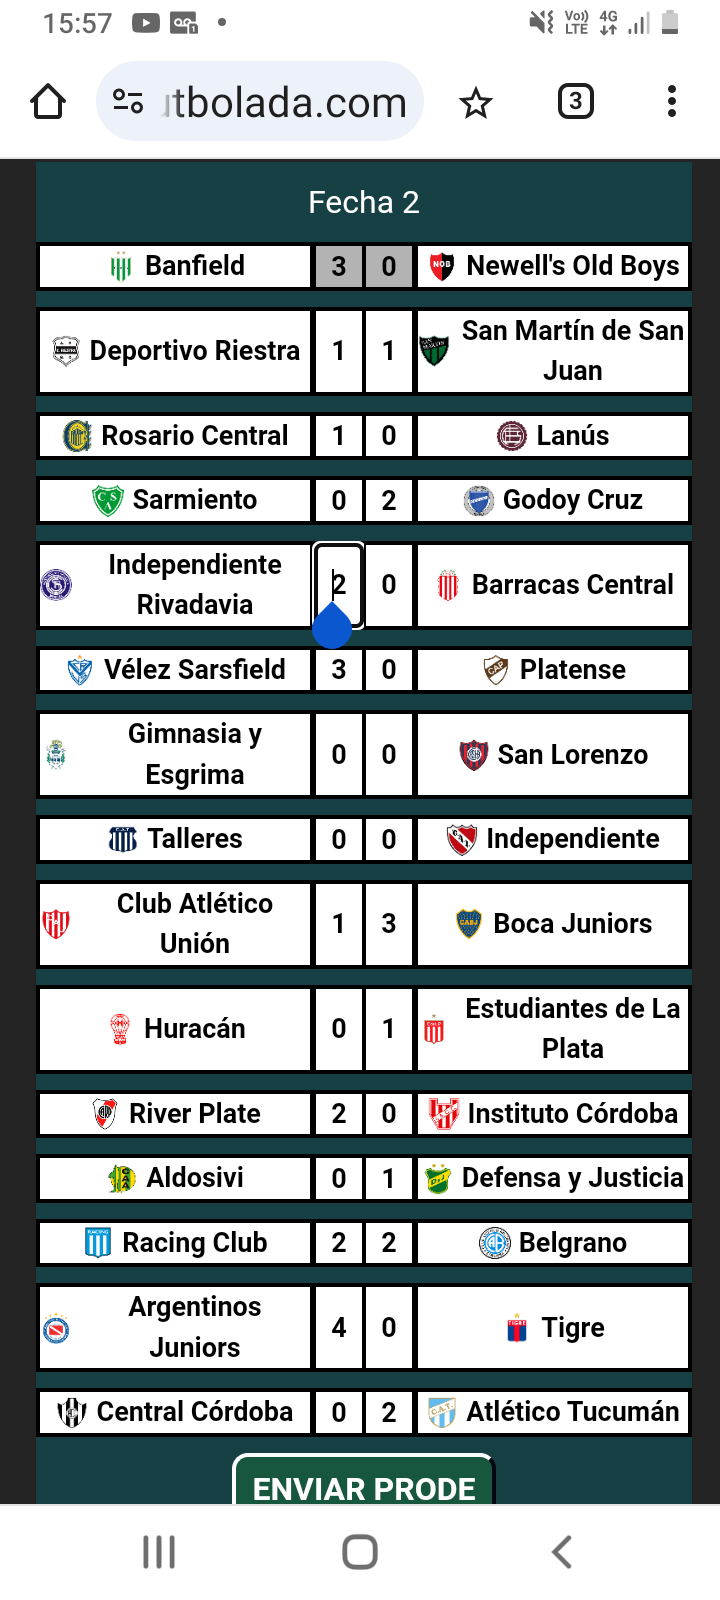 15:57
Vo)) 4G
LTE
utbolada.com
3
Fecha 2
Banfield 3 0 Newell's Old Boys
Deportivo Riestra 1 1 San Martín de San
Juan
Rosario Central 1 0 Lanús
Sarmiento 0 2 Godoy Cruz
Independiente
Rivadavia 2 0 Barracas Central
Vélez Sarsfield 3 0 Platense
Gimnasia y
Esgrima 0 0 San Lorenzo
Talleres 0 0 Independiente
Club Atlético
Unión 1 3 Boca Juniors
Huracán 0 1 Estudiantes de La
Plata
River Plate 2 0 Instituto Córdoba
Aldosivi 0 1 Defensa y Justicia
Racing Club 2 2 Belgrano
Argentinos
Juniors 4 0 Tigre
Central Córdoba 0 2 Atlético Tucumán
ENVIAR PRODE